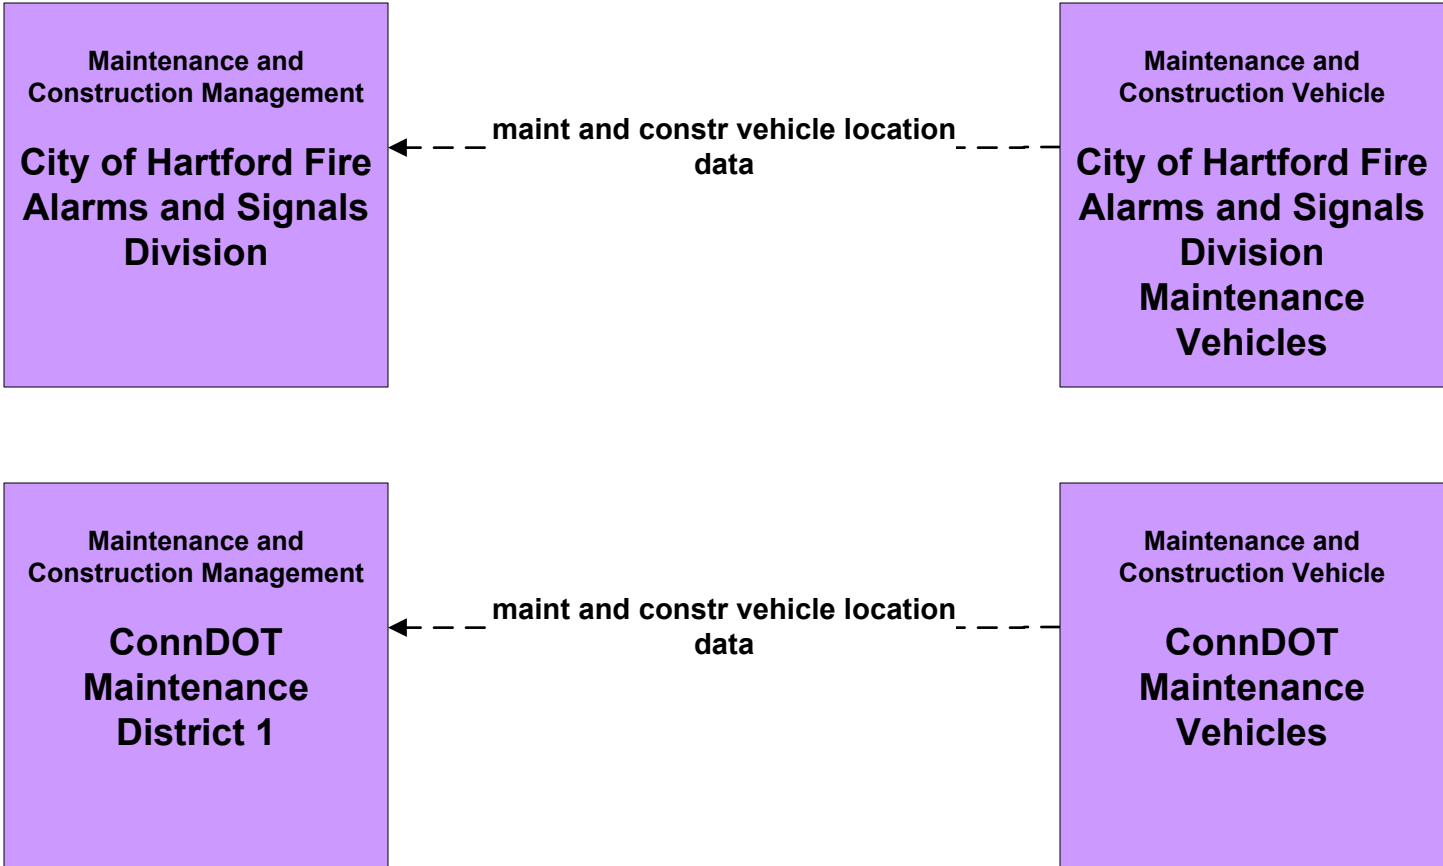 Maintenance and
Construction Management
City of Hartford Fire
Alarms and Signals
Division
maint and constr vehicle location
data
Maintenance and
Construction Vehicle
City of Hartford Fire
Alarms and Signals
Division
Maintenance
Vehicles
Maintenance and
Construction Management
ConnDOT
Maintenance
District 1
maint and constr vehicle location
data
Maintenance and
Construction Vehicle
ConnDOT
Maintenance
Vehicles